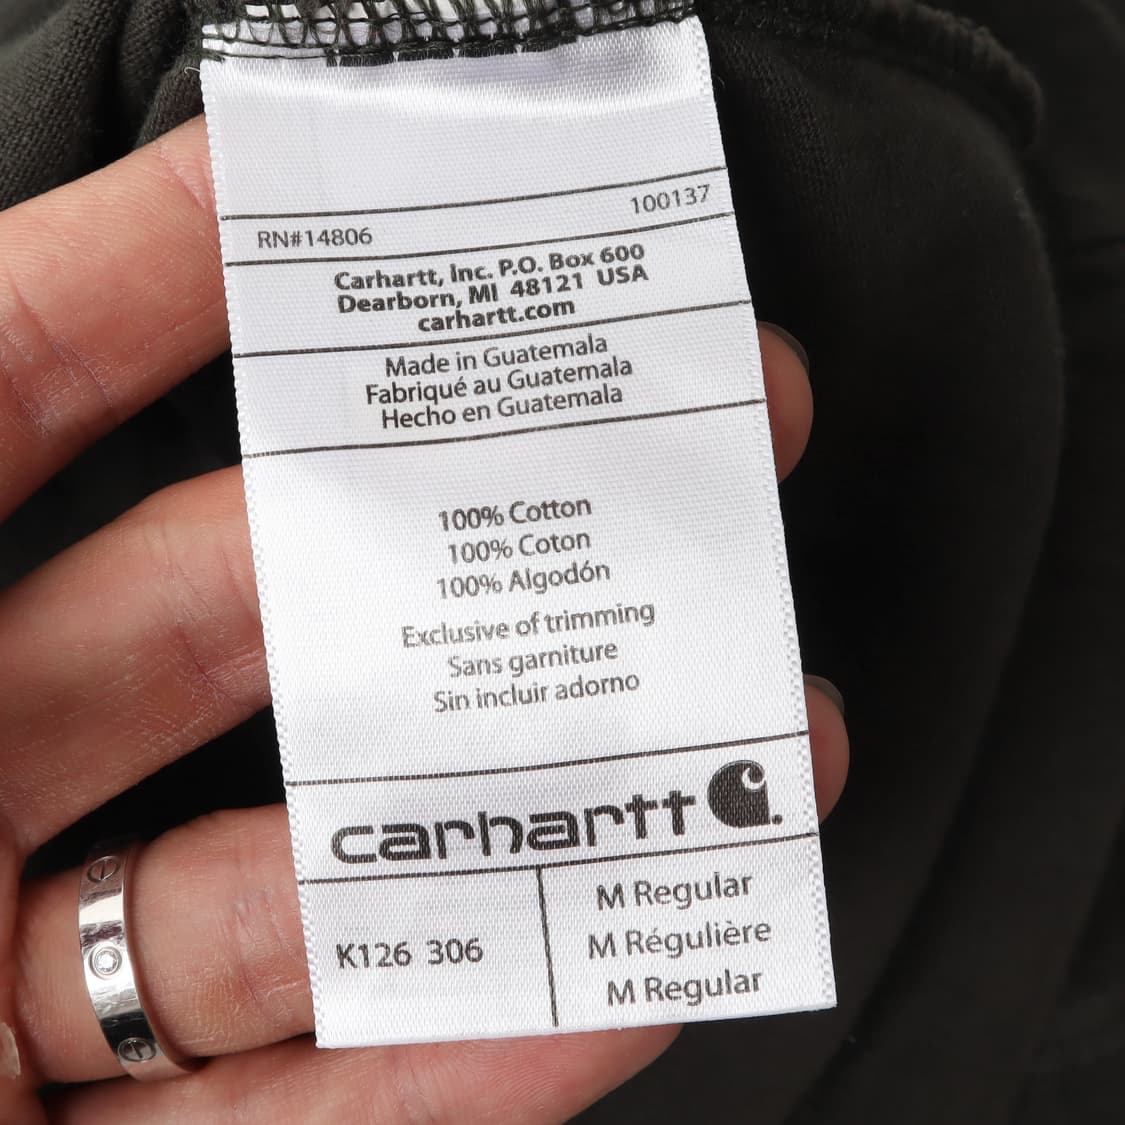 100137
RN#14806
Carhartt, Inc. P.O. Box 600
Dearborn, MI 48121 USA
carhartt.com
Made in Guatemala
Fabriqué au Guatemala
Hecho en Guatemala
100% Cotton
100% Coton
100% Algodón
Exclusive of trimming
Sans garniture
Sin incluir adorno
carhartt
K126 306
M Regular
M Régulière
M Regular